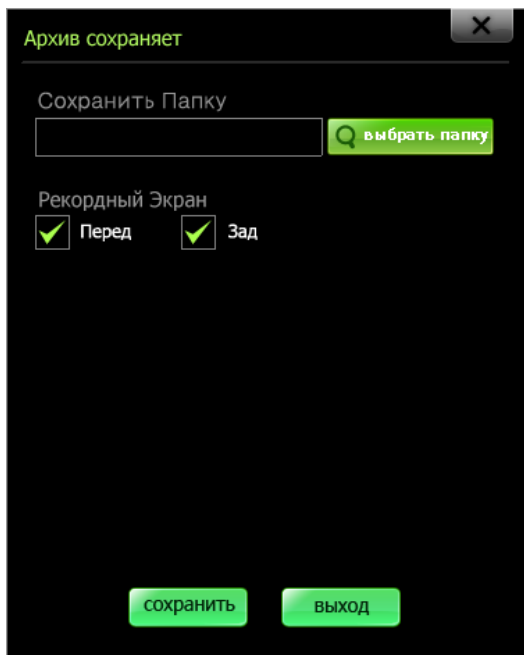 Архив сохраняет
Сохранить Папку
выбрать папку
Рекордный Экран
Перед Зад
сохранить выход